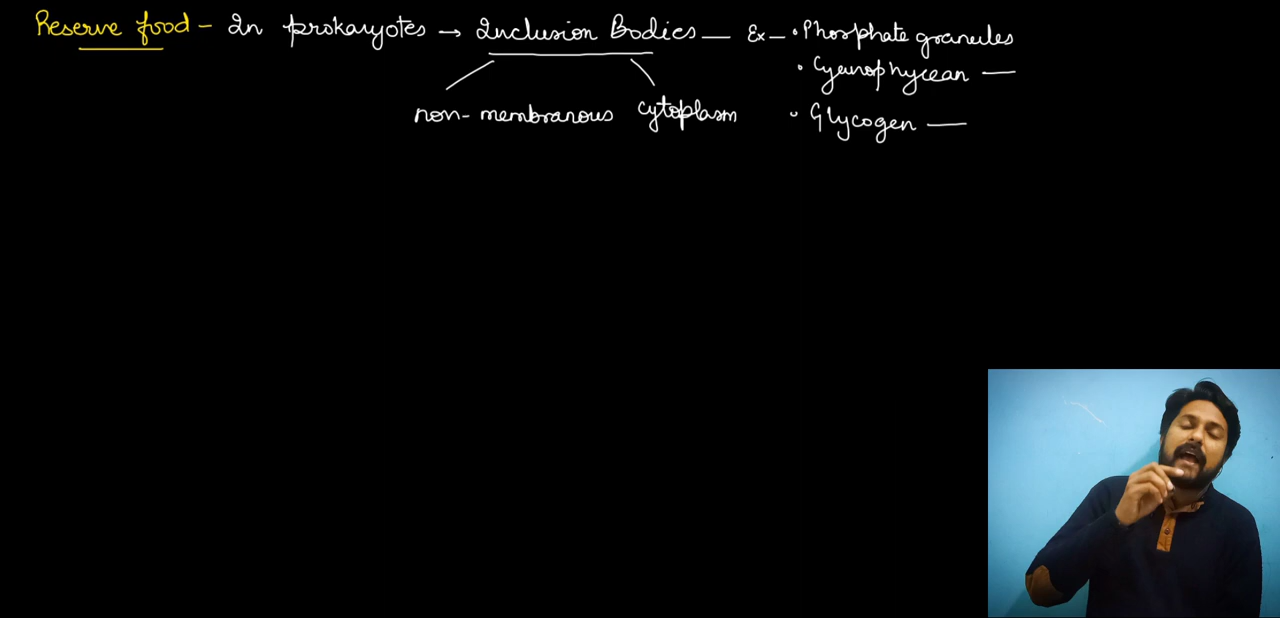 Reserve food - In prokaryotes → Inclusion Bodies — Ex - • Phosphate granules
• Cyanophycean —
non-membranous cytoplasm • Glycogen —